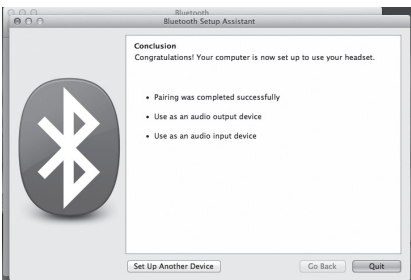 Bluetooth
Bluetooth Setup Assistant
Conclusion
Congratulations! Your computer is now set up to use your headset.
• Pairing was completed successfully
• Use as an audio output device
• Use as an audio input device
Set Up Another Device
Go Back
Quit